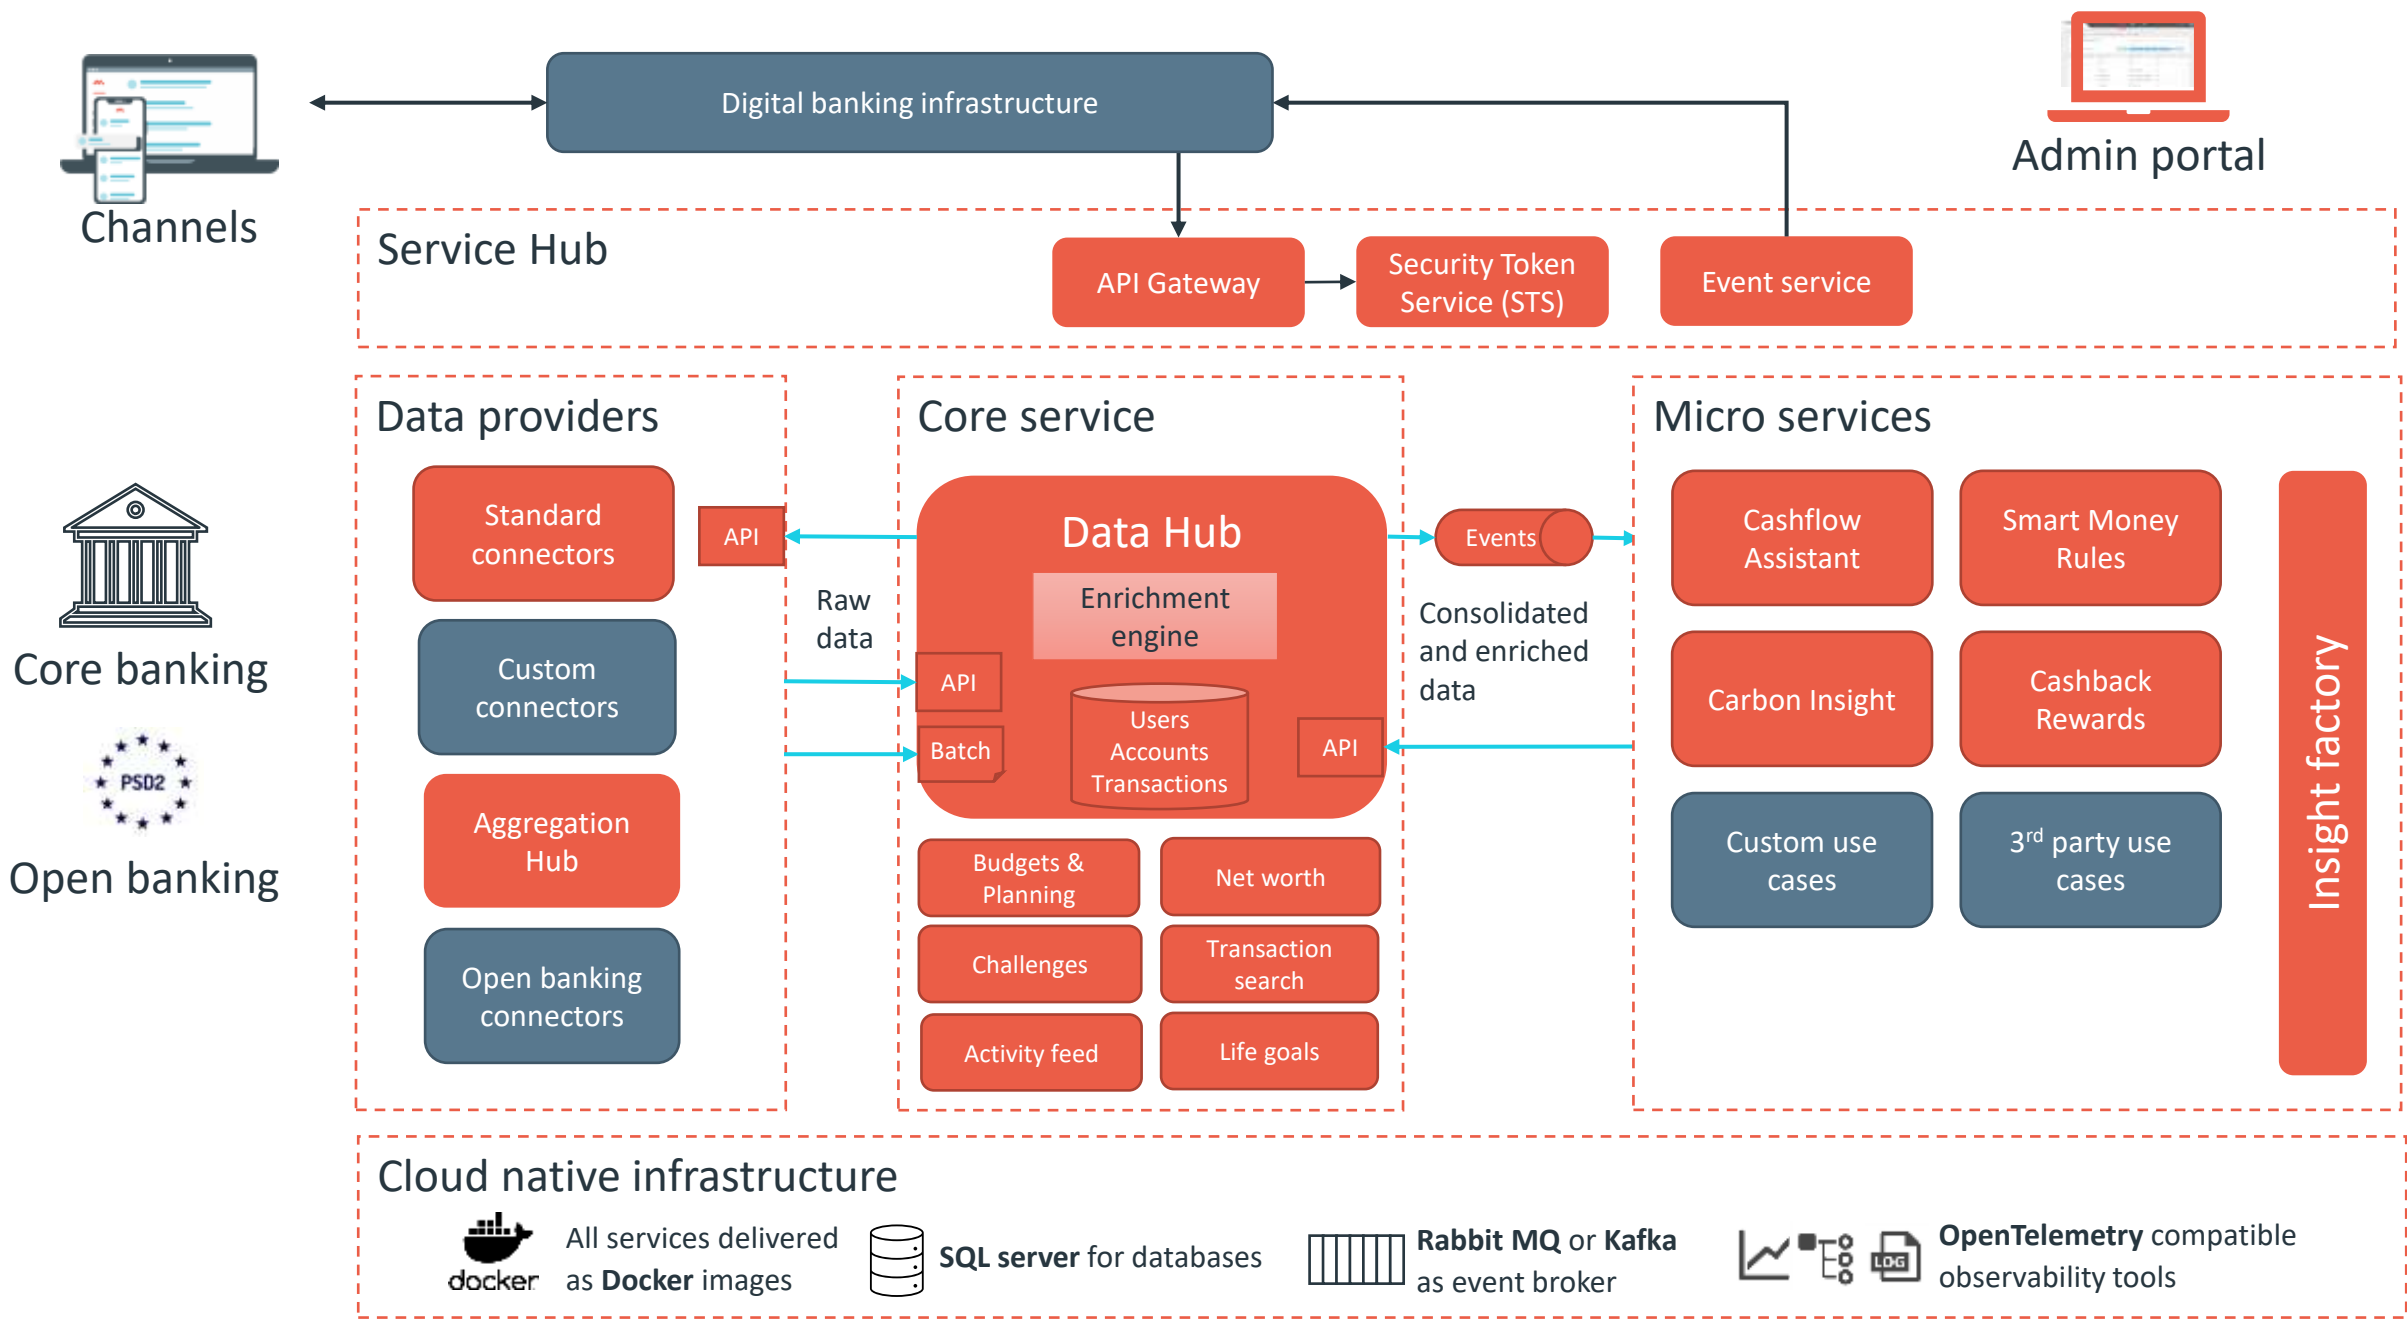 Digital banking infrastructure
Admin portal
Channels
Service Hub
API Gateway
Security Token
Service (STS)
Event service
Data providers
Standard
connectors
API
Custom
connectors
Aggregation
Hub
Open banking
connectors
Core banking
PSD2
Open banking
Raw
data
Core service
Data Hub
Enrichment
engine
API
Batch
Users
Accounts
Transactions
API
Budgets &
Planning
Net worth
Challenges
Transaction
search
Activity feed
Life goals
Events
Consolidated
and enriched
data
Micro services
Cashflow
Assistant
Smart Money
Rules
Carbon Insight
Cashback
Rewards
Custom use
cases
3rd party use
cases
Insight factory
Cloud native infrastructure
docker
All services delivered
as Docker images
SQL server for databases
Rabbit MQ or Kafka
as event broker
LOG
OpenTelemetry compatible
observability tools